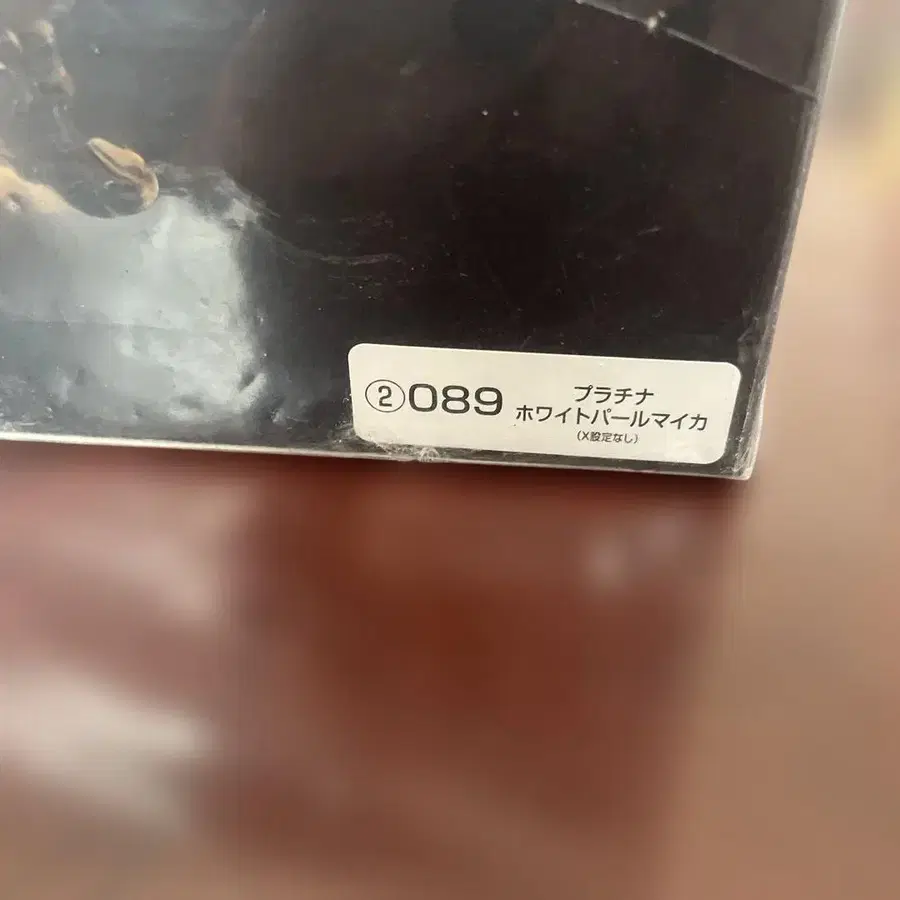 ②089
プラチナ
ホワイトパールマイカ
(X設定なし)